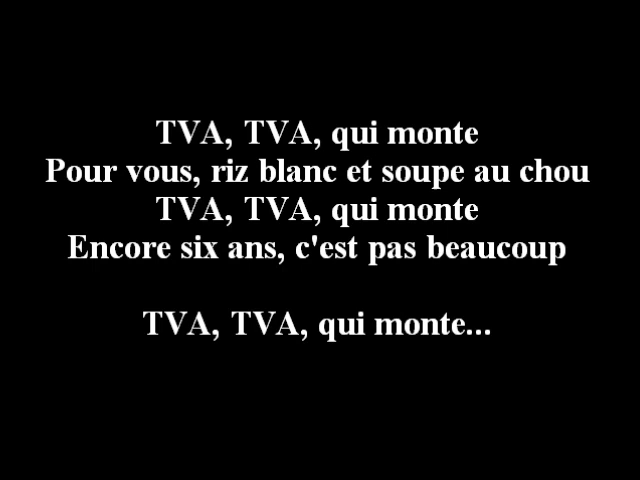 TVA, TVA, qui monte
Pour vous, riz blanc et soupe au chou
TVA, TVA, qui monte
Encore six ans, c'est pas beaucoup
TVA, TVA, qui monte...